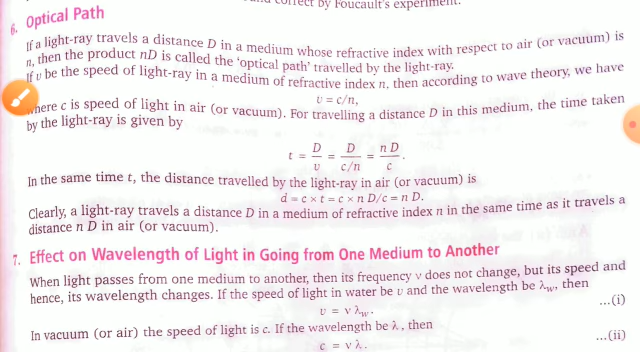 correct by Foucault's experiment.
6. Optical Path
If a light-ray travels a distance D in a medium whose refractive index with respect to air (or vacuum) is
n, then the product nD is called the 'optical path' travelled by the light-ray.
If υ be the speed of light-ray in a medium of refractive index n, then according to wave theory, we have
υ = c/n,
where c is speed of light in air (or vacuum). For travelling a distance D in this medium, the time taken
by the light-ray is given by
t = D/υ = D/(c/n) = n D/c .
In the same time t, the distance travelled by the light-ray in air (or vacuum) is
d = c × t = c × n D/c = n D.
Clearly, a light-ray travels a distance D in a medium of refractive index n in the same time as it travels a
distance n D in air (or vacuum).
7. Effect on Wavelength of Light in Going from One Medium to Another
When light passes from one medium to another, then its frequency ν does not change, but its speed and
hence, its wavelength changes. If the speed of light in water be υ and the wavelength be λw, then
υ = ν λw. ...(i)
In vacuum (or air) the speed of light is c. If the wavelength be λ, then
c = ν λ. ...(ii)